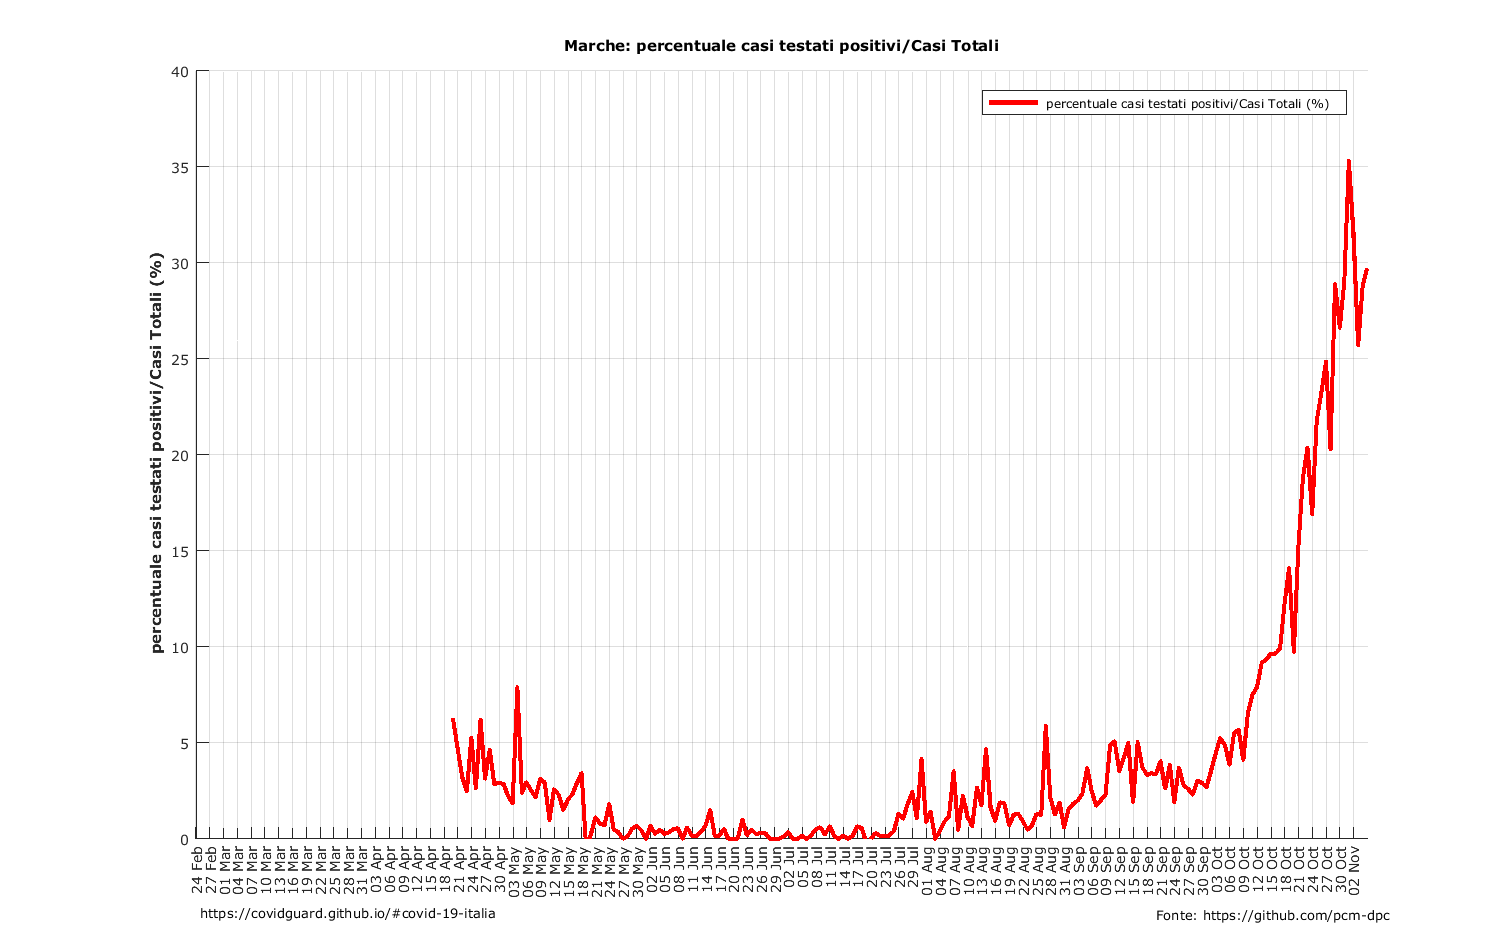 Marche: percentuale casi testati positivi/Casi Totali
percentuale casi testati positivi/Casi Totali (%)
percentuale casi testati positivi/Casi Totali (%)
40
35
30
25
20
15
10
5
0
24 Feb
27 Feb
01 Mar
04 Mar
07 Mar
10 Mar
13 Mar
16 Mar
19 Mar
22 Mar
25 Mar
28 Mar
31 Mar
03 Apr
06 Apr
09 Apr
12 Apr
15 Apr
18 Apr
21 Apr
24 Apr
27 Apr
30 Apr
03 May
06 May
09 May
12 May
15 May
18 May
21 May
24 May
27 May
30 May
02 Jun
05 Jun
08 Jun
11 Jun
14 Jun
17 Jun
20 Jun
23 Jun
26 Jun
29 Jun
02 Jul
05 Jul
08 Jul
11 Jul
14 Jul
17 Jul
20 Jul
23 Jul
26 Jul
29 Jul
01 Aug
04 Aug
07 Aug
10 Aug
13 Aug
16 Aug
19 Aug
22 Aug
25 Aug
28 Aug
31 Aug
03 Sep
06 Sep
09 Sep
12 Sep
15 Sep
18 Sep
21 Sep
24 Sep
27 Sep
30 Sep
03 Oct
06 Oct
09 Oct
12 Oct
15 Oct
18 Oct
21 Oct
24 Oct
27 Oct
30 Oct
02 Nov
https://covidguard.github.io/#covid-19-italia
Fonte: https://github.com/pcm-dpc